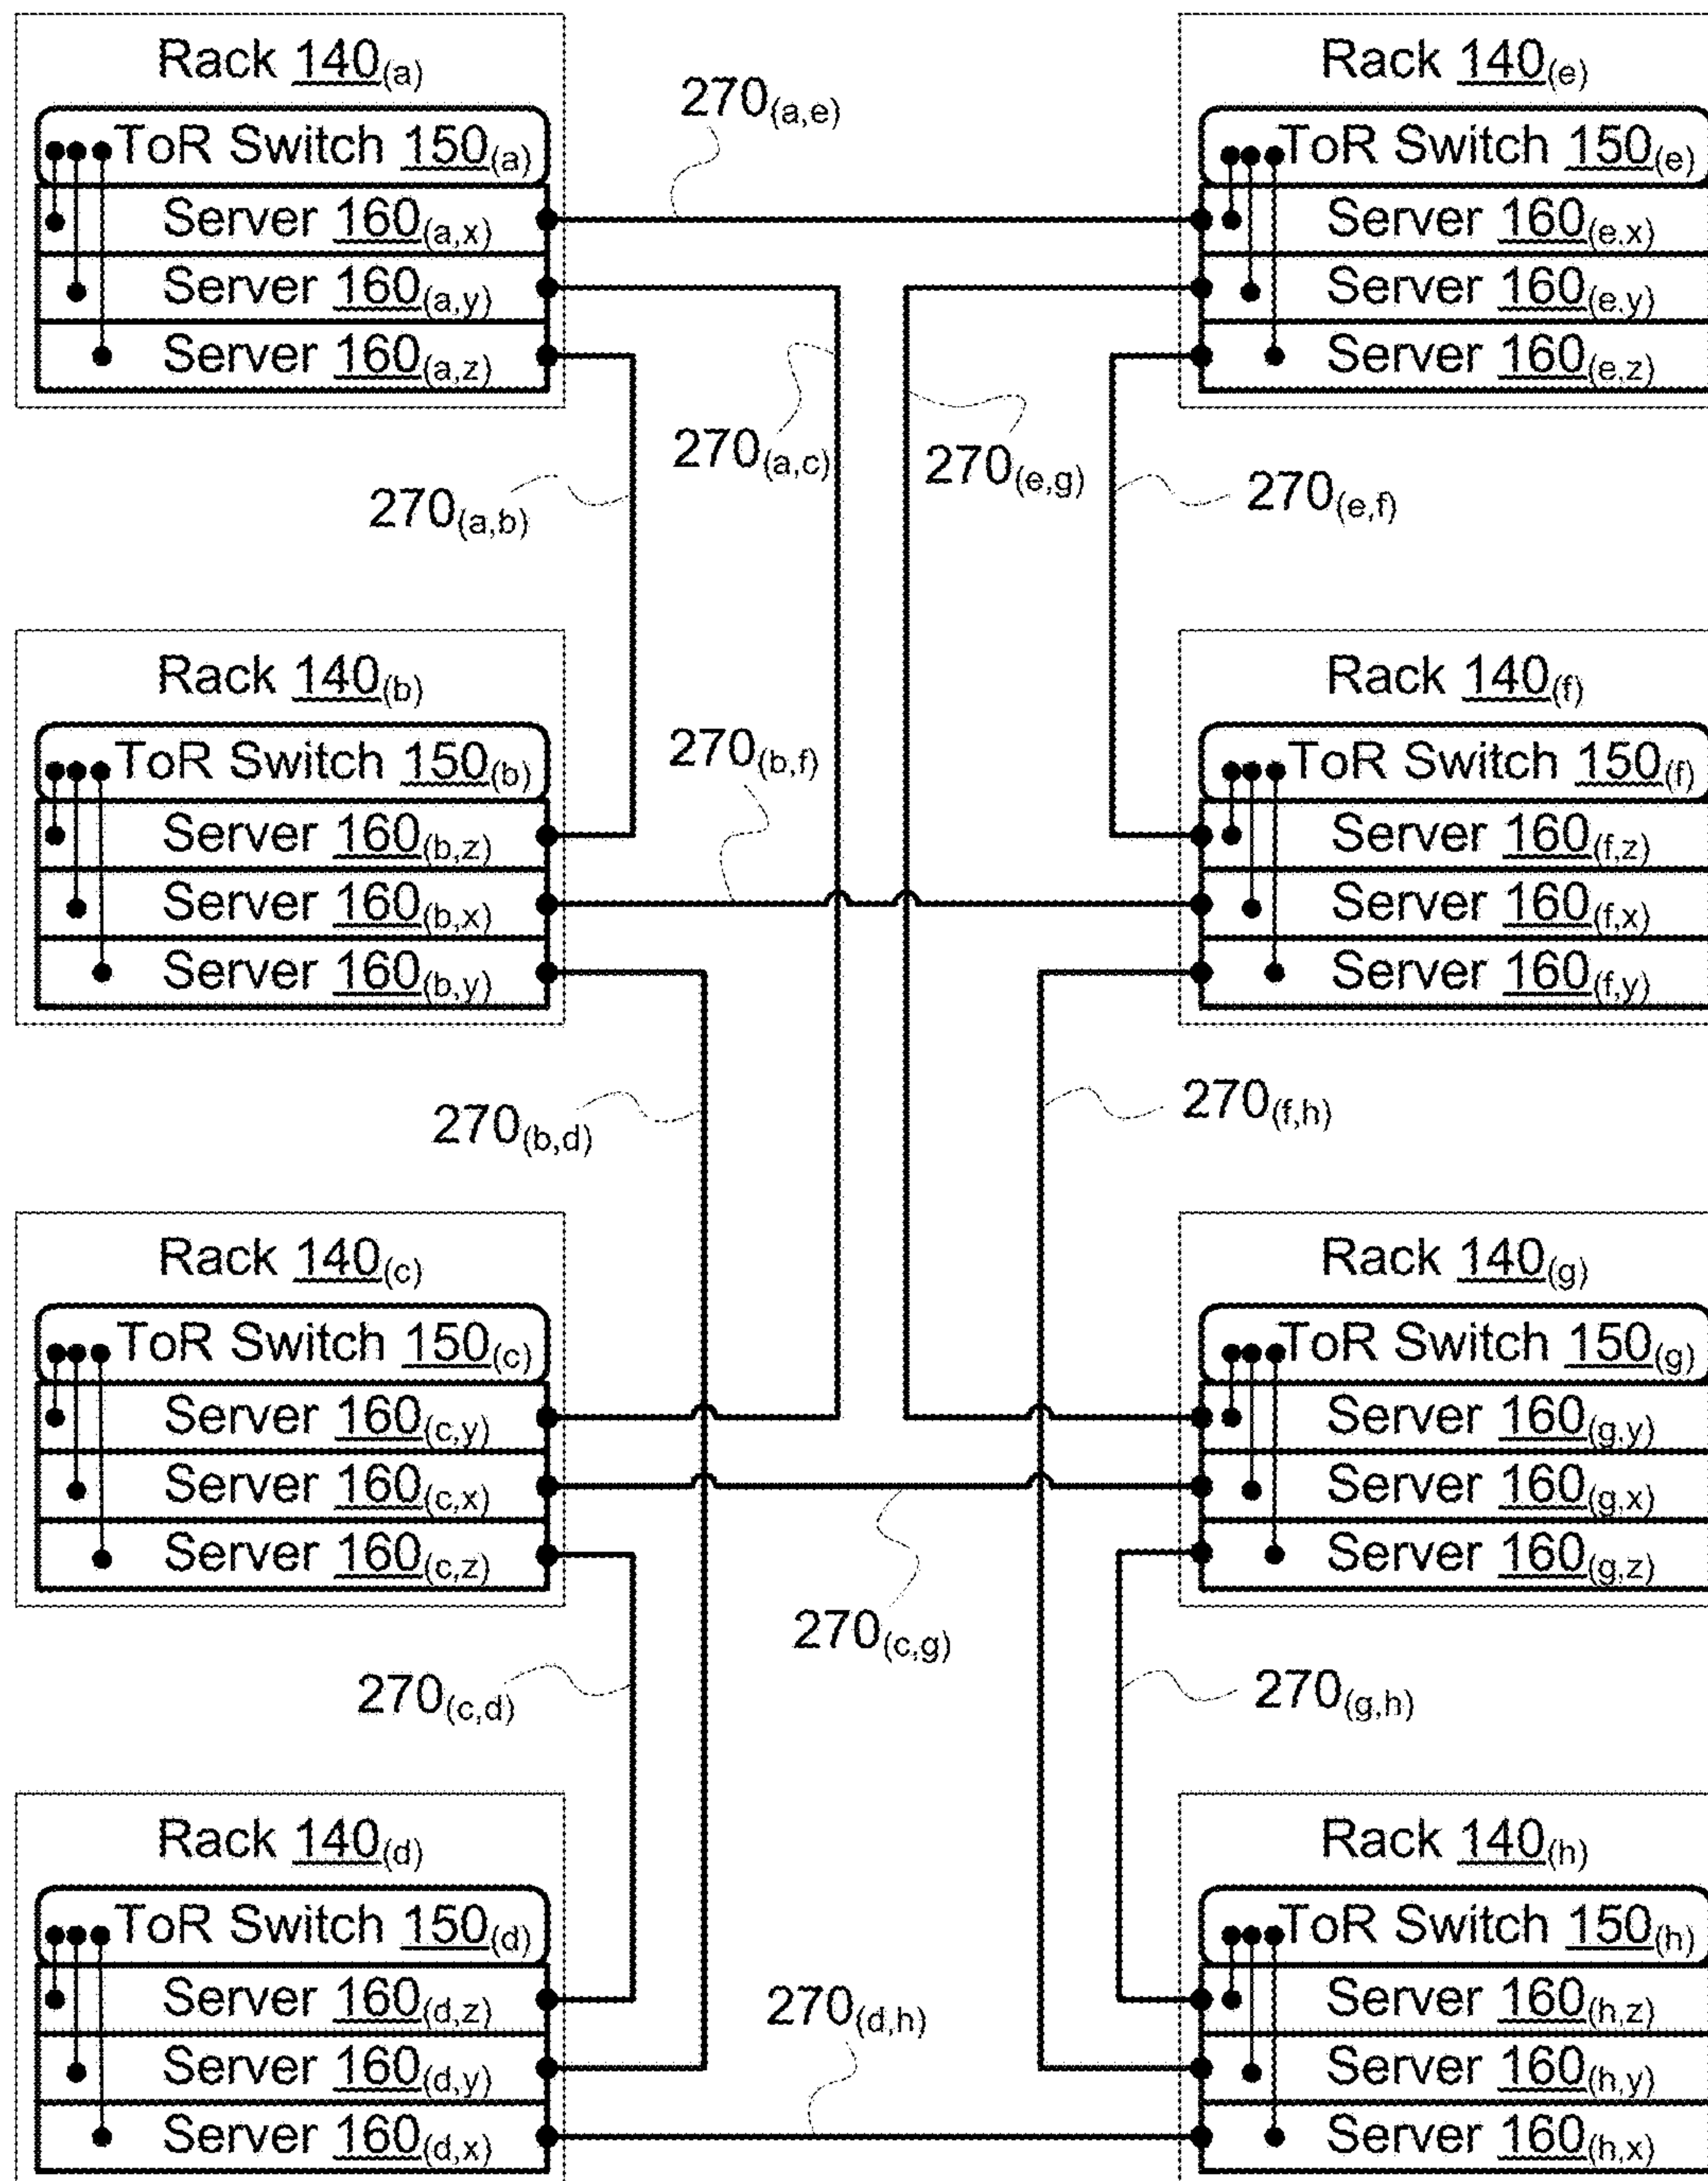 Rack 140(a)
ToR Switch 150(a)
Server 160(a,x)
Server 160(a,y)
Server 160(a,z)
270(a,e)
Rack 140(e)
ToR Switch 150(e)
Server 160(e.x)
Server 160(e.y)
Server 160(e,z)
270(a,b)
270(a,c)
270(e,g)
270(e,f)
Rack 140(b)
ToR Switch 150(b)
Server 160(b,z)
Server 160(b,x)
Server 160(b,y)
270(b,f)
Rack 140(f)
ToR Switch 150(f)
Server 160(f,z)
Server 160(f,x)
Server 160(f,y)
270(b,d)
270(f,h)
Rack 140(c)
ToR Switch 150(c)
Server 160(c,y)
Server 160(c,x)
Server 160(c,z)
Rack 140(g)
ToR Switch 150(g)
Server 160(g.y)
Server 160(g,x)
Server 160(g,z)
270(c,g)
270(c,d)
270(g,h)
Rack 140(d)
ToR Switch 150(d)
Server 160(d,z)
Server 160(d,y)
Server 160(d,x)
270(d,h)
Rack 140(h)
ToR Switch 150(h)
Server 160(h,z)
Server 160(h,y)
Server 160(h,x)